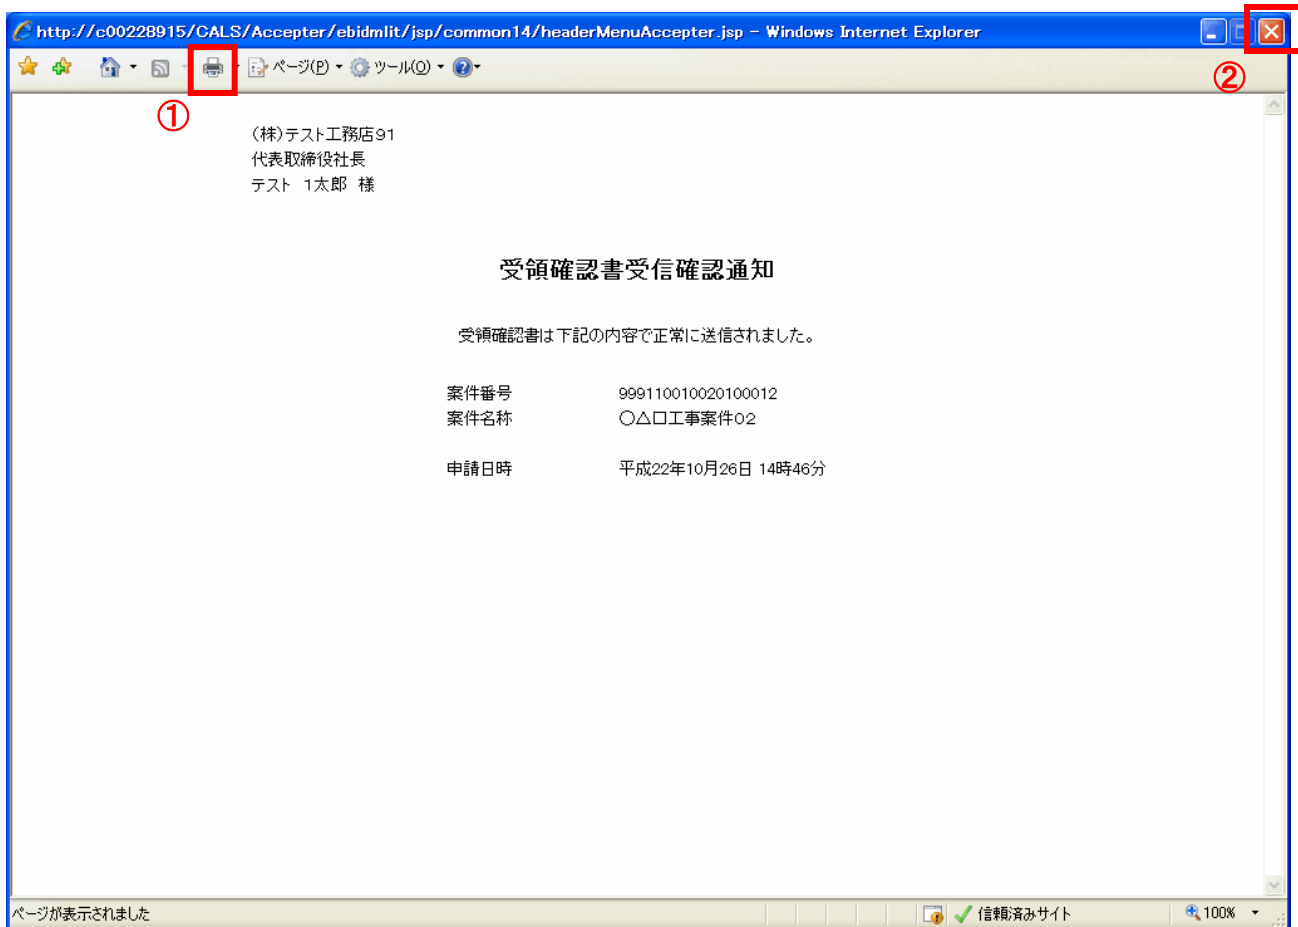 http://c00228915/CALS/Accepter/ebidmlit/jsp/common14/headerMenuAccepter.jsp - Windows Internet Explorer
ページ(P) ツール(O)
②
①
(株)テスト工務店91
代表取締役社長
テスト 1太郎 様
受領確認書受信確認通知
受領確認書は下記の内容で正常に送信されました。
案件番号 999110010020100012
案件名称 ○△口工事案件02
申請日時 平成22年10月26日 14時46分
ページが表示されました 信頼済みサイト 100%